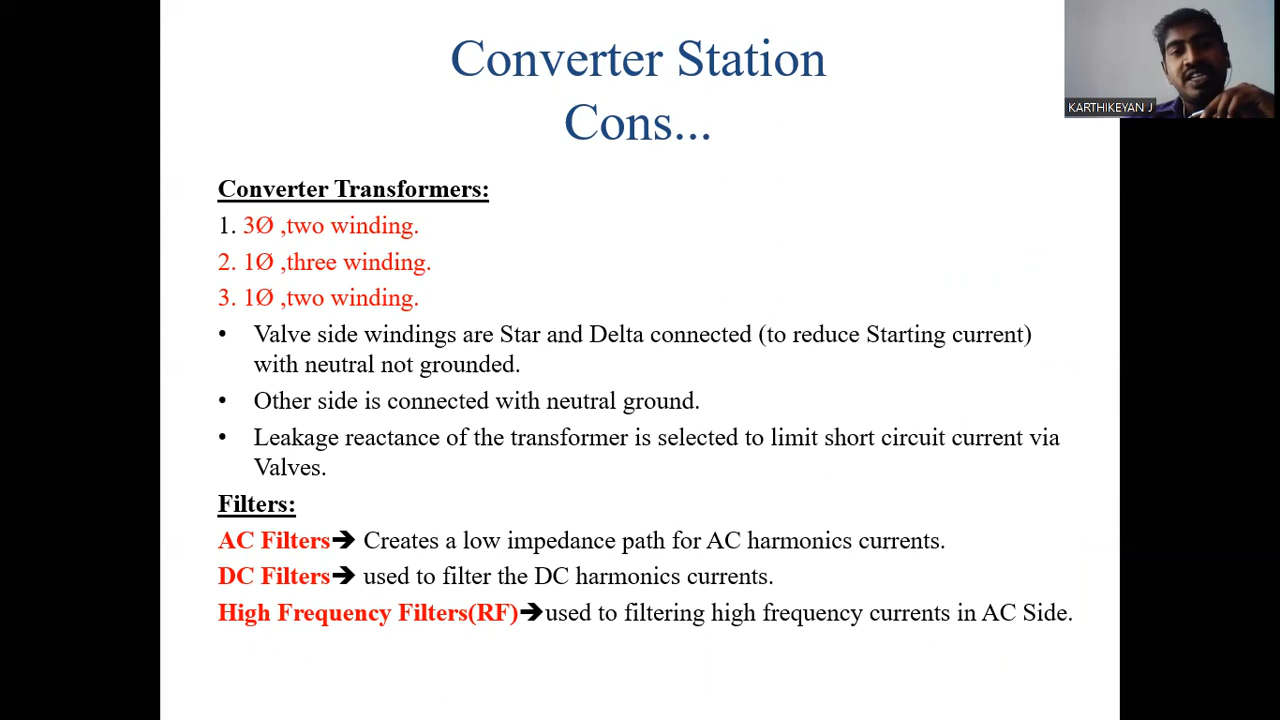 Converter Station
Cons...
KARTHIKEYAN J
Converter Transformers:
1. 3Ø ,two winding.
2. 1Ø ,three winding.
3. 1Ø ,two winding.
• Valve side windings are Star and Delta connected (to reduce Starting current)
with neutral not grounded.
• Other side is connected with neutral ground.
• Leakage reactance of the transformer is selected to limit short circuit current via
Valves.
Filters:
AC Filters➔ Creates a low impedance path for AC harmonics currents.
DC Filters➔ used to filter the DC harmonics currents.
High Frequency Filters(RF)➔used to filtering high frequency currents in AC Side.